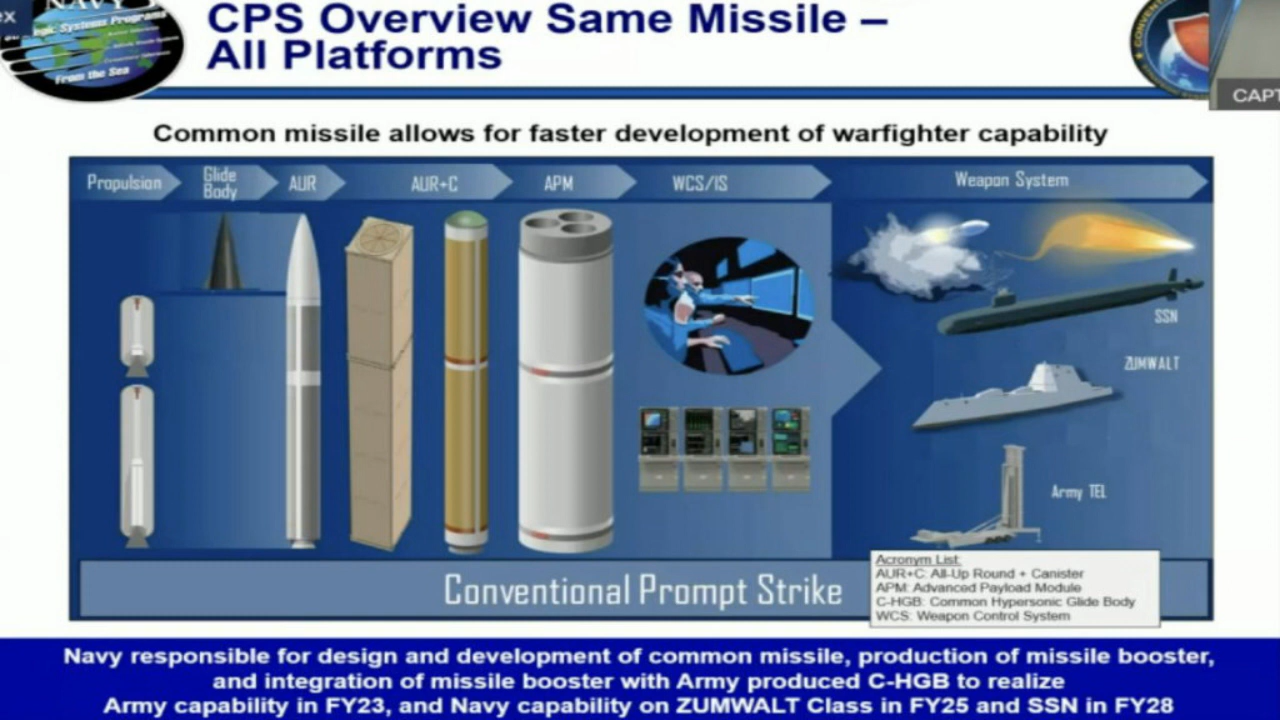 ex
NAVY
Systems Programs
From the Sea
CPS Overview Same Missile –
All Platforms
CAPT
Common missile allows for faster development of warfighter capability
Propulsion
Glide
Body
AUR
AUR+C
APM
WCS/IS
Weapon System
SSN
ZUMWALT
Army TEL
Conventional Prompt Strike
Acronym List:
AUR+C: All-Up Round + Canister
APM: Advanced Payload Module
C-HGB: Common Hypersonic Glide Body
WCS: Weapon Control System
Navy responsible for design and development of common missile, production of missile booster,
and integration of missile booster with Army produced C-HGB to realize
Army capability in FY23, and Navy capability on ZUMWALT Class in FY25 and SSN in FY28